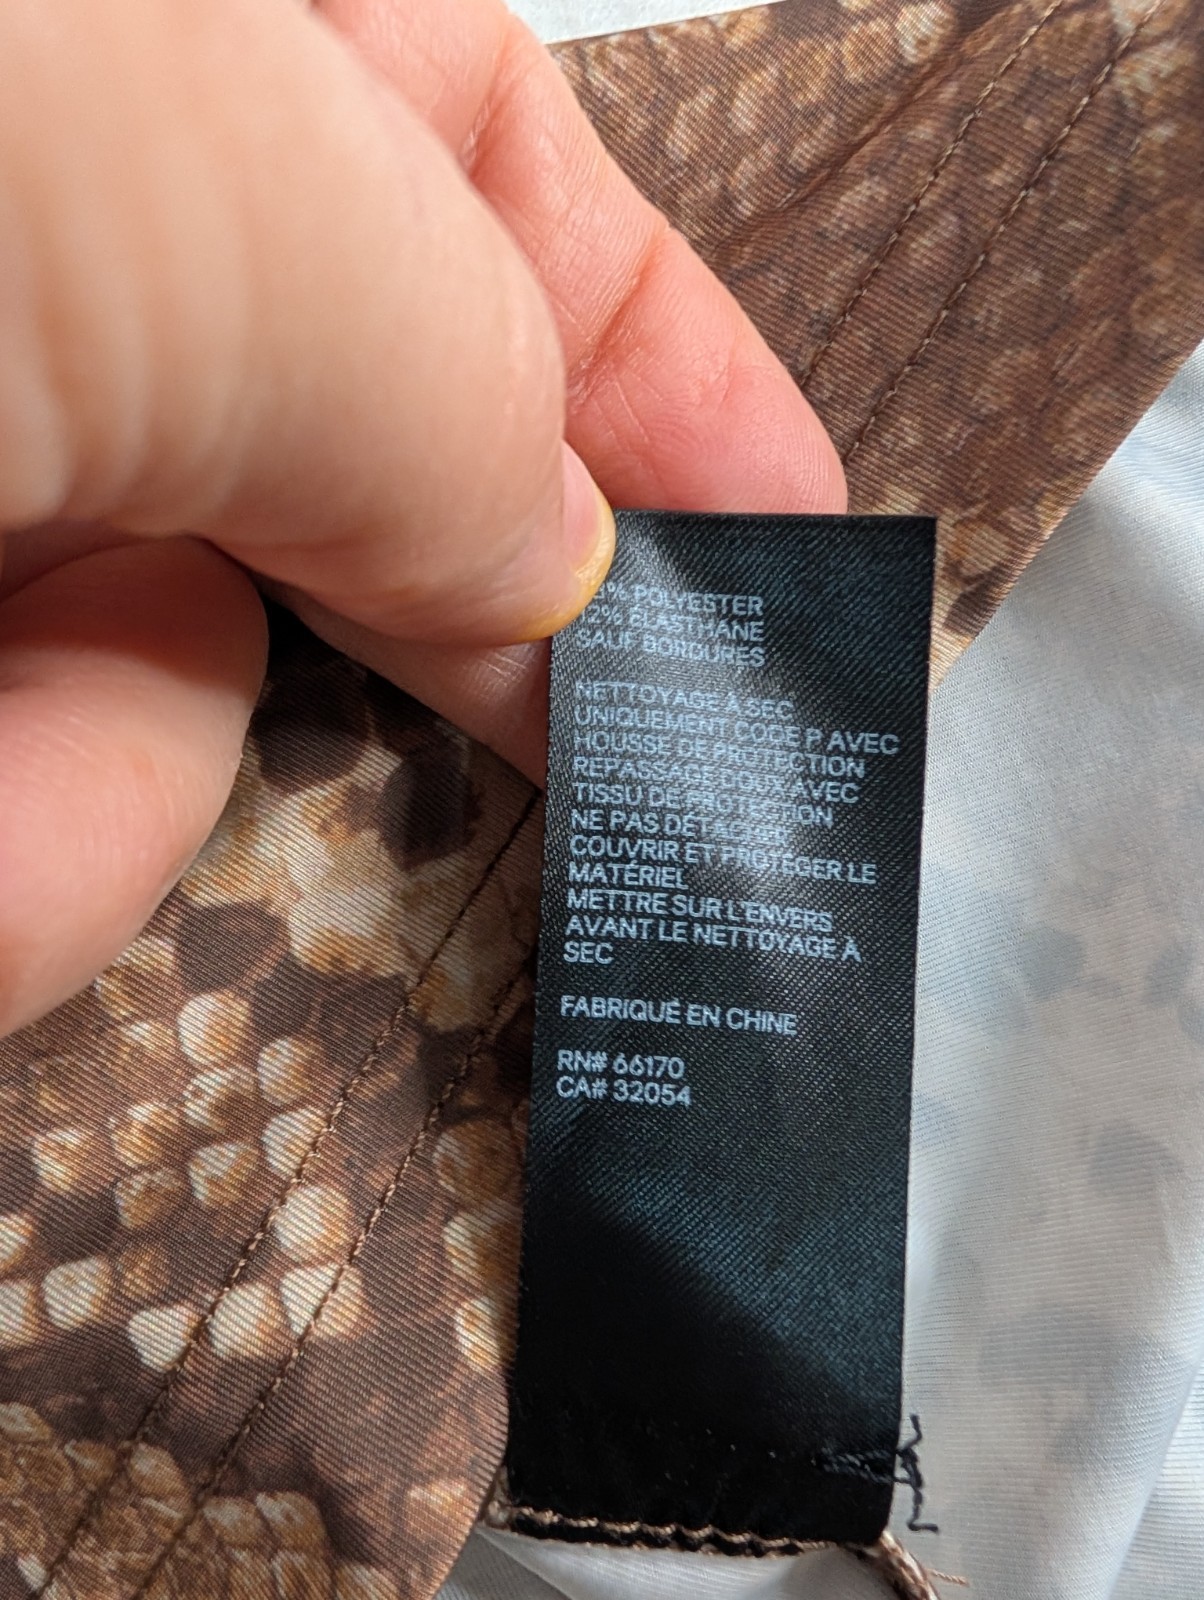 % POLYESTER
12% ÉLASTHANE
SAUF BORDURES
NETTOYAGE À SEC
UNIQUEMENT CODE P AVEC
HOUSSE DE PROTECTION
REPASSAGE DOUX AVEC
TISSU DE PROTECTION
NE PAS DÉTACHER
COUVRIR ET PROTÉGER LE
MATÉRIEL
METTRE SUR L'ENVERS
AVANT LE NETTOYAGE À
SEC
FABRIQUÉ EN CHINE
RN# 66170
CA# 32054